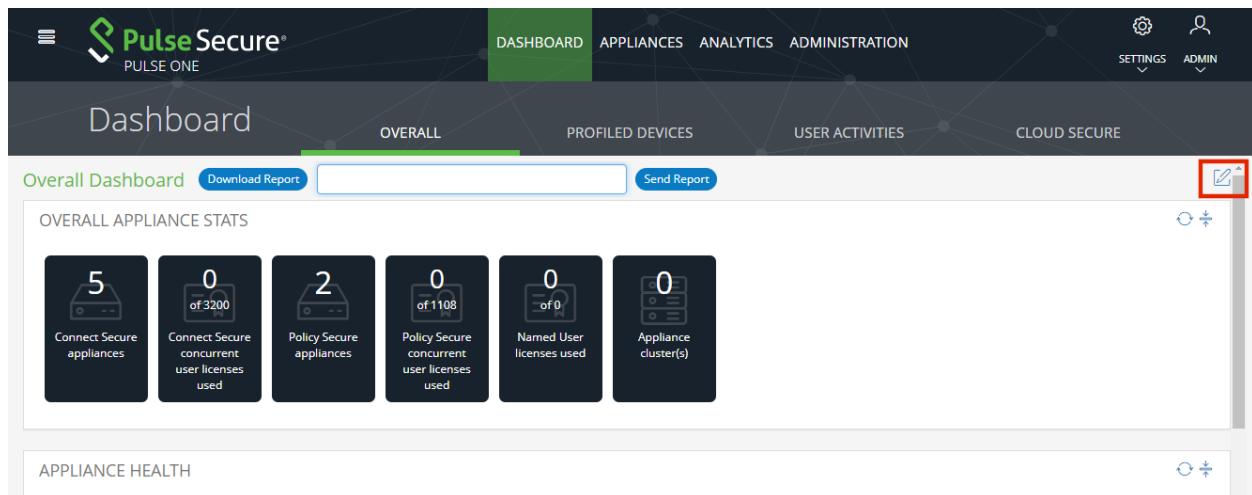 Pulse Secure®
PULSE ONE
DASHBOARD APPLIANCES ANALYTICS ADMINISTRATION
SETTINGS ADMIN
Dashboard
OVERALL PROFILED DEVICES USER ACTIVITIES CLOUD SECURE
Overall Dashboard Download Report Send Report
OVERALL APPLIANCE STATS
5
Connect Secure
appliances
0
of 3200
Connect Secure
concurrent
user licenses
used
2
Policy Secure
appliances
0
of 1108
Policy Secure
concurrent
user licenses
used
0
of 0
Named User
licenses used
0
Appliance
cluster(s)
APPLIANCE HEALTH